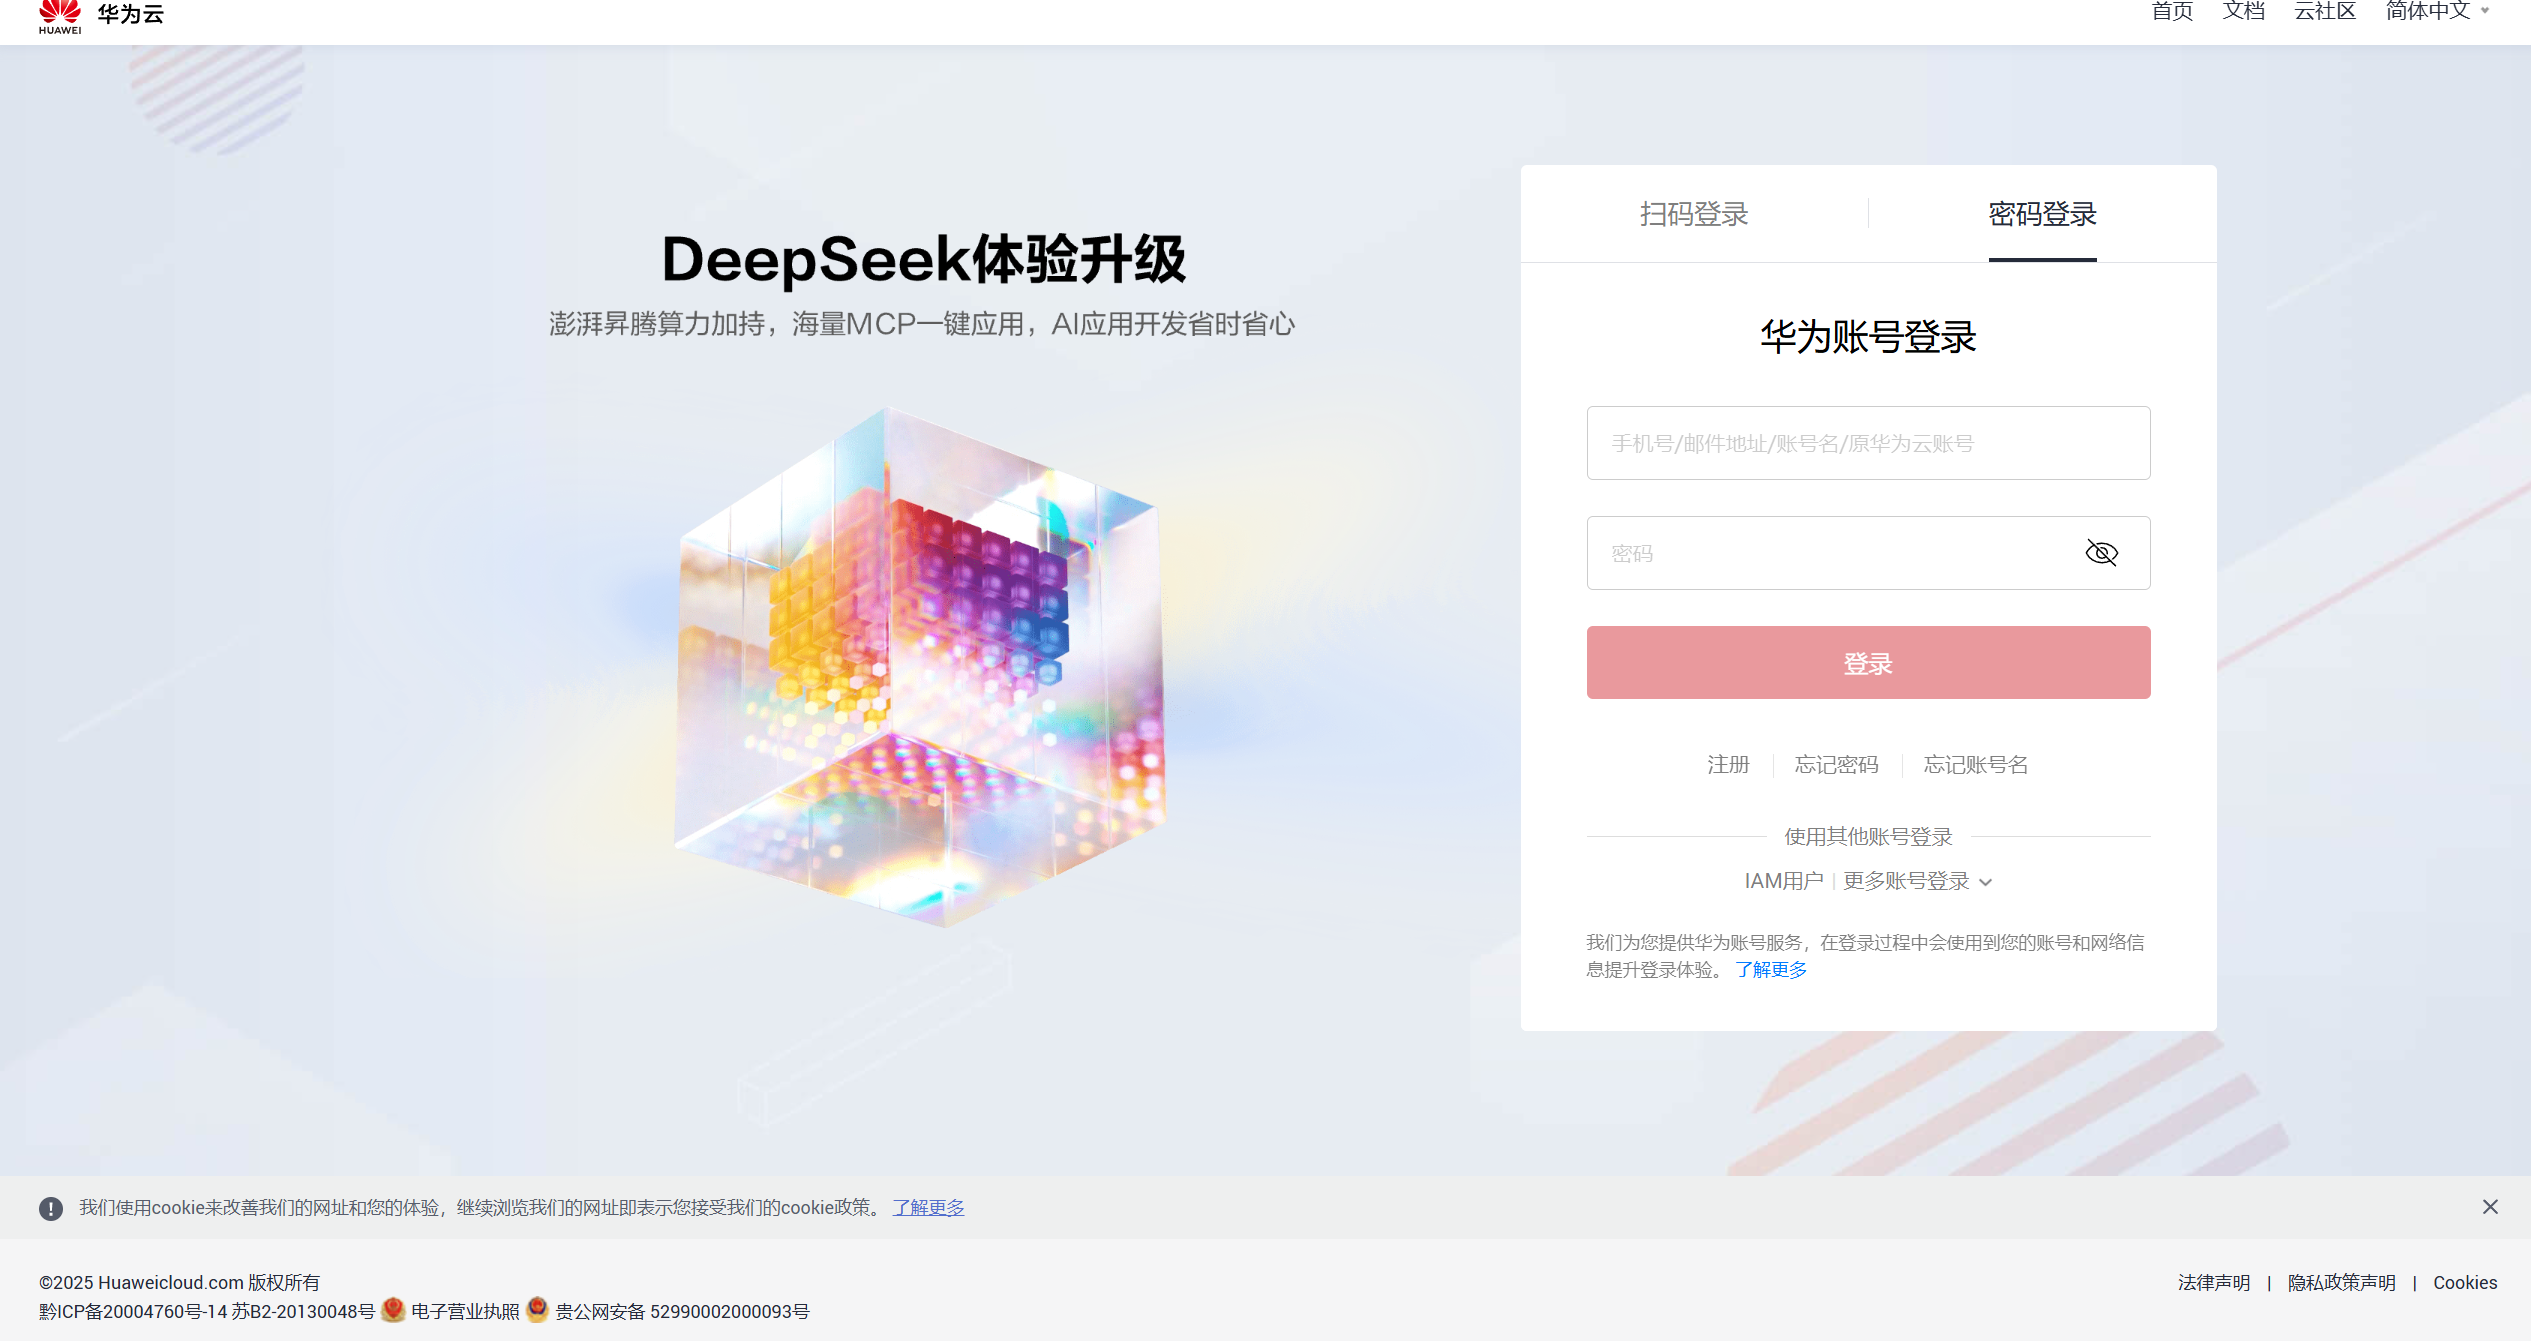 HUAWEI
华为云
首页 文档 云社区 简体中文
DeepSeek体验升级
澎湃昇腾算力加持，海量MCP一键应用，AI应用开发省时省心
扫码登录 密码登录
华为账号登录
手机号/邮件地址/账号名/原华为云账号
密码
登录
注册 忘记密码 忘记账号名
使用其他账号登录
IAM用户 | 更多账号登录
我们为您提供华为账号服务，在登录过程中会使用到您的账号和网络信
息提升登录体验。 了解更多
我们使用cookie来改善我们的网址和您的体验，继续浏览我们的网址即表示您接受我们的cookie政策。 了解更多
©2025 Huaweicloud.com 版权所有
法律声明 | 隐私政策声明 | Cookies
黔ICP备20004760号-14 苏B2-20130048号 电子营业执照 贵公网安备 52990002000093号